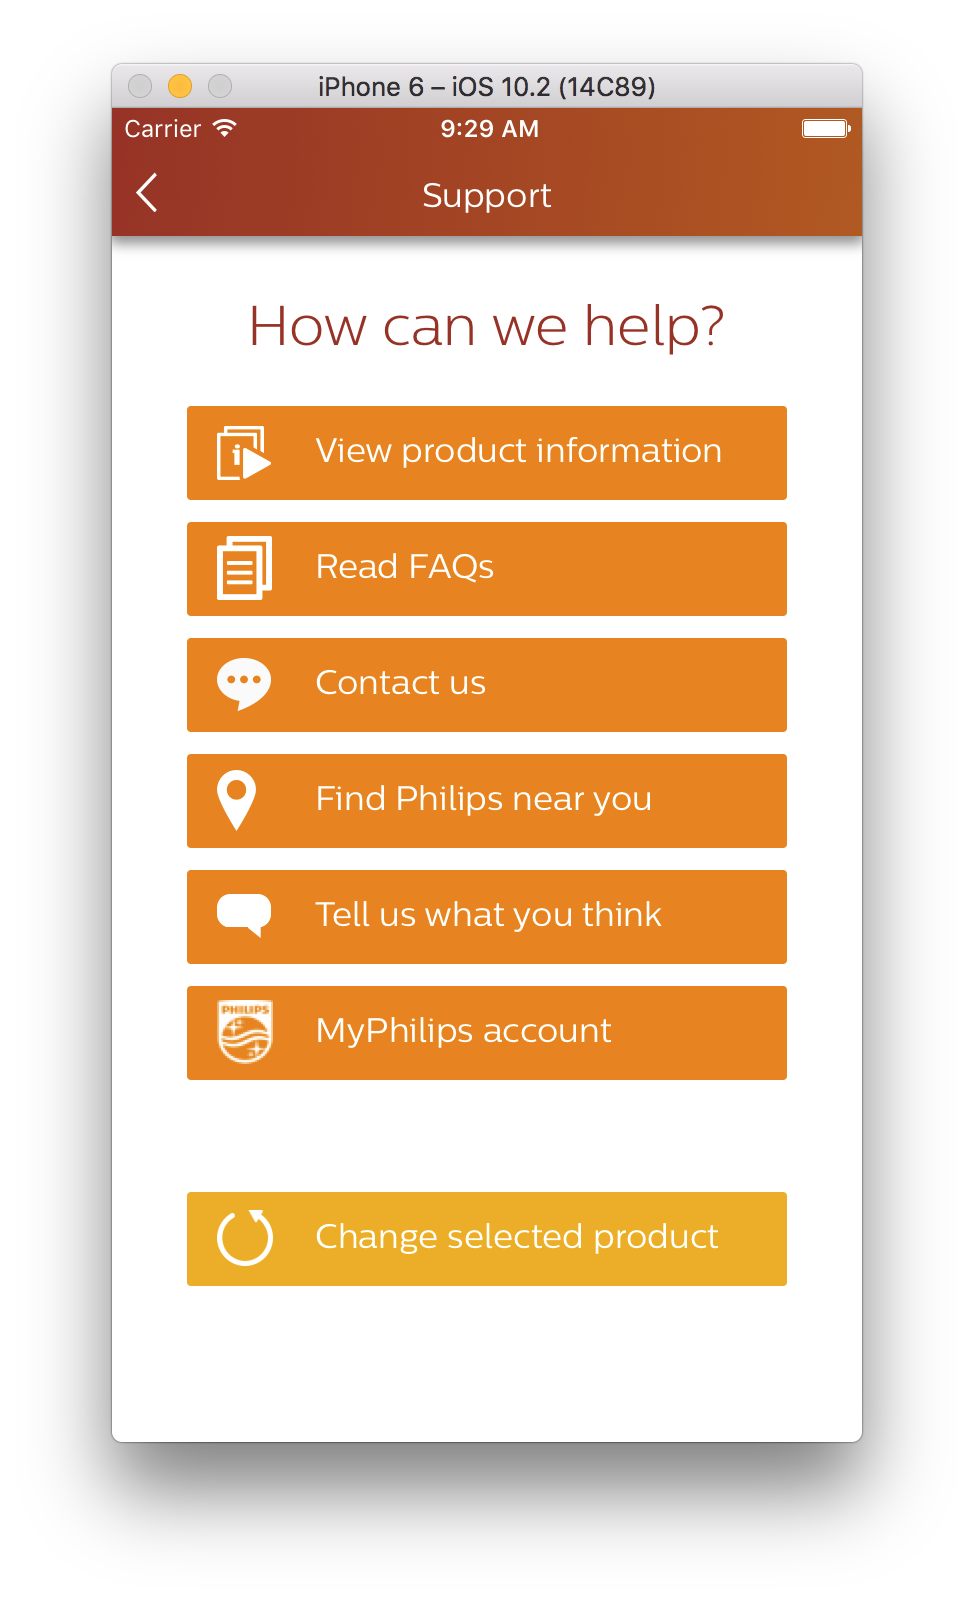 iPhone 6 – iOS 10.2 (14C89)
Carrier 9:29 AM
Support
How can we help?
View product information
Read FAQs
Contact us
Find Philips near you
Tell us what you think
PHILIPS
MyPhilips account
Change selected product